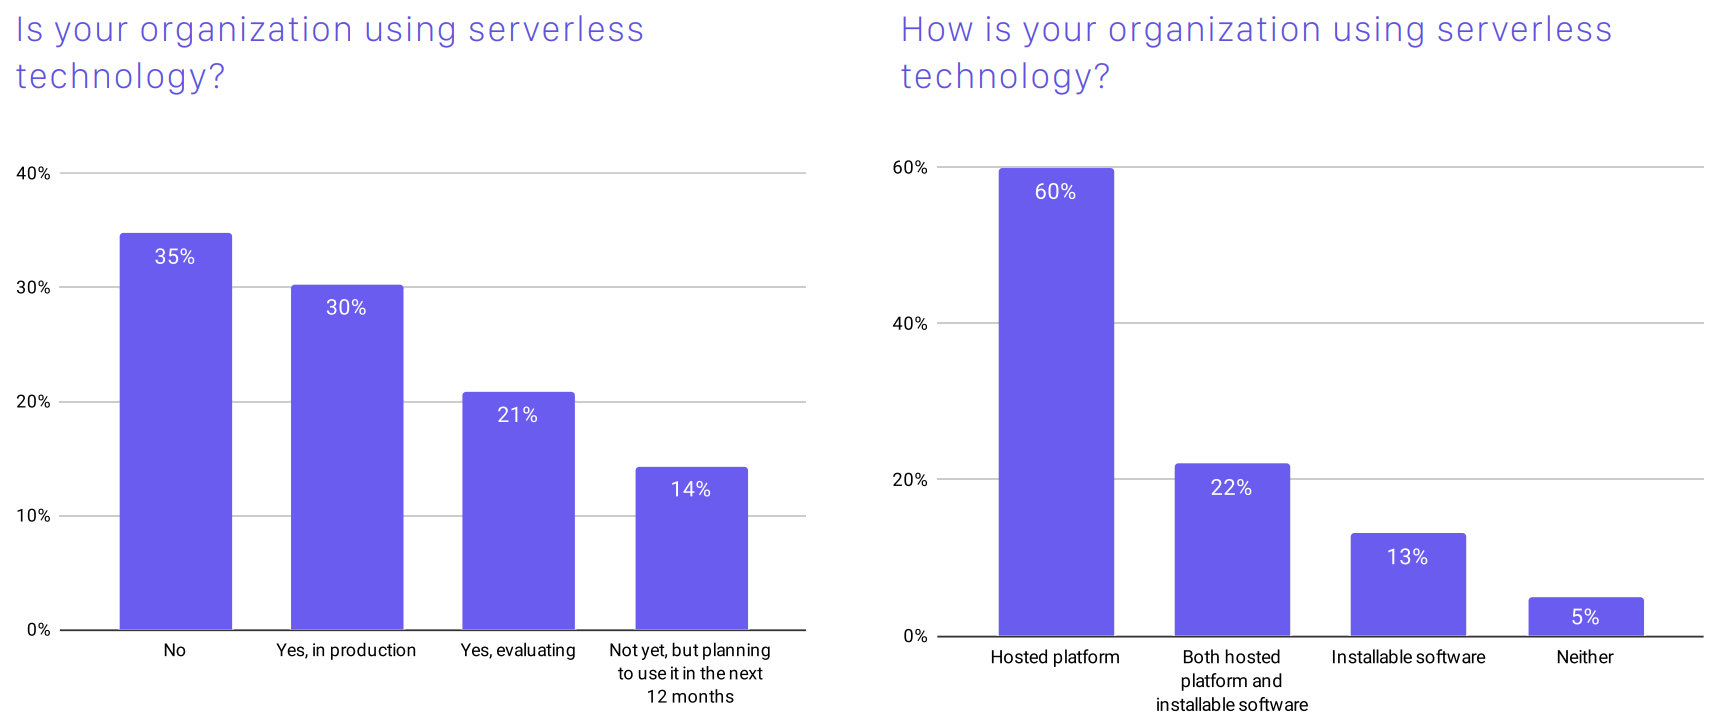 Is your organization using serverless
technology?
40%
30%
20%
10%
0%
35%
30%
21%
14%
No
Yes, in production
Yes, evaluating
Not yet, but planning
to use it in the next
12 months
How is your organization using serverless
technology?
60%
40%
20%
0%
60%
22%
13%
5%
Hosted platform
Both hosted
platform and
installable software
Installable software
Neither